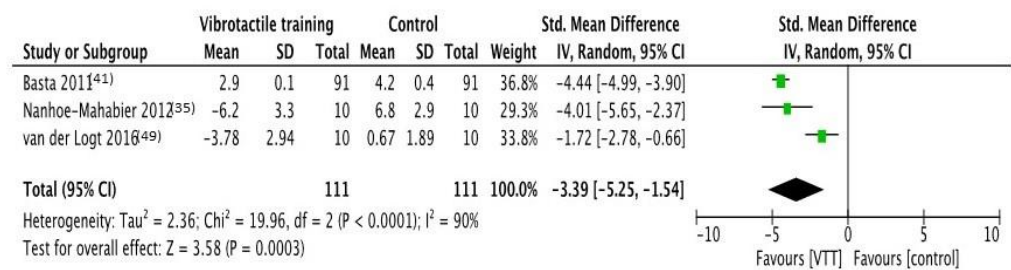 Vibrotactile training Control Std. Mean Difference Std. Mean Difference
Study or Subgroup Mean SD Total Mean SD Total Weight IV, Random, 95% CI IV, Random, 95% CI
Basta 2011(41) 2.9 0.1 91 4.2 0.4 91 36.8% −4.44 [−4.99, −3.90]
Nanhoe-Mahabier 2012(35) −6.2 3.3 10 6.8 2.9 10 29.3% −4.01 [−5.65, −2.37]
van der Logt 2016(49) −3.78 2.94 10 0.67 1.89 10 33.8% −1.72 [−2.78, −0.66]
Total (95% CI) 111 111 100.0% −3.39 [−5.25, −1.54]
Heterogeneity: Tau² = 2.36; Chi² = 19.96, df = 2 (P < 0.0001); I² = 90%
Test for overall effect: Z = 3.58 (P = 0.0003)
−10 −5 0 5 10
Favours [VTT] Favours [control]